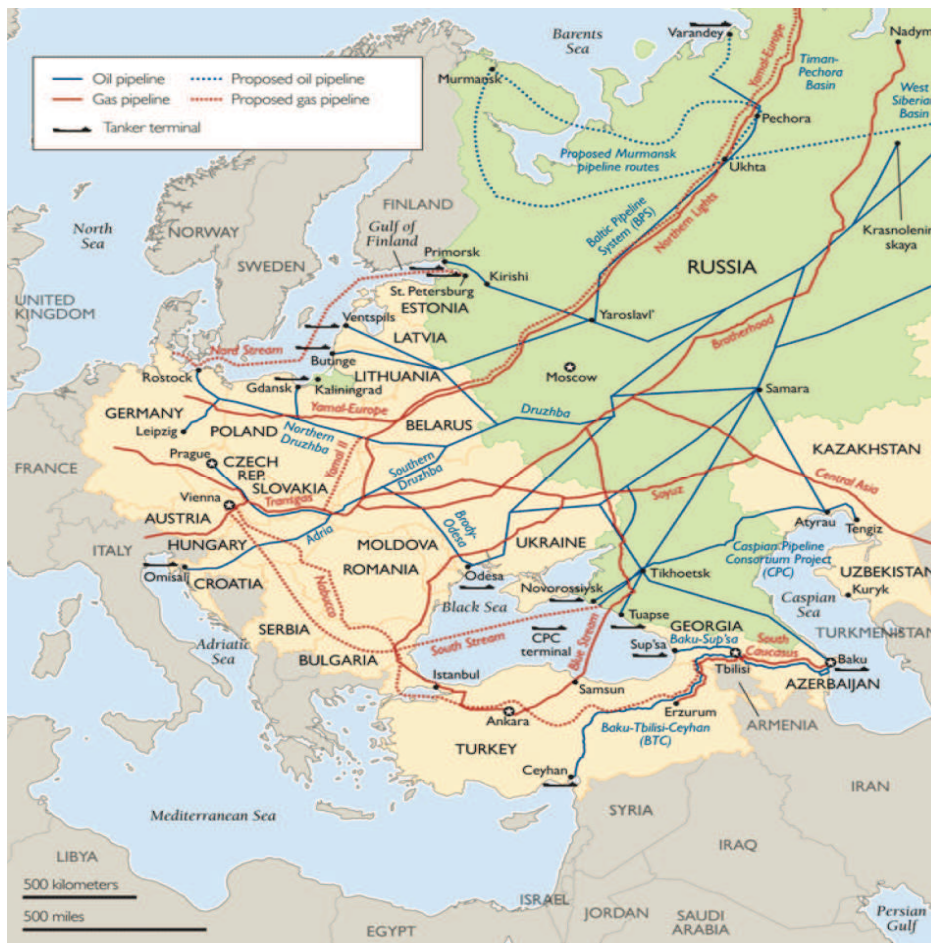 Oil pipeline
Proposed oil pipeline
Gas pipeline
Proposed gas pipeline
Tanker terminal
Barents
Sea
Varandey
Yamal-Europe
Timan-
Pechora
Basin
Nadym
West
Siberian
Basin
Murmansk
Pechora
Proposed Murmansk
pipeline routes
Ukhta
Krasnolenin
skaya
North
Sea
NORWAY
SWEDEN
FINLAND
Gulf of
Finland
Baltic Pipeline
System (BPS)
Northern Lights
RUSSIA
UNITED
KINGDOM
Primorsk
Kirishi
St. Petersburg
ESTONIA
Yaroslavl'
Ventspils
LATVIA
Brotherhood
Nord Stream
Butinge
LITHUANIA
Moscow
Rostock
Gdansk
Kaliningrad
Samara
GERMANY
Yamal-Europe
Druzhba
Leipzig
POLAND
Northern
Druzhba
BELARUS
KAZAKHSTAN
FRANCE
Prague
CZECH
REP.
Yamal II
Southern
Druzhba
SLOVAKIA
Vienna
Transgas
Soyuz
Central Asia
AUSTRIA
Brody-
Odesa
Atyrau
Tengiz
ITALY
HUNGARY
Adria
MOLDOVA
UKRAINE
Caspian Pipeline
Consortium Project
(CPC)
Omisalj
CROATIA
ROMANIA
Odesa
Tikhoetsk
UZBEKISTAN
Kuryk
Novorossiysk
Nabucco
Black Sea
Tuapse
Caspian
Sea
GEORGIA
SERBIA
Adriatic
Sea
South Stream
CPC
terminal
Blue Stream
Sup'sa
Baku-Sup'sa
South
Caucasus
TURKMENISTAN
BULGARIA
Tbilisi
Baku
Istanbul
Samsun
AZERBAIJAN
Ankara
Erzurum
ARMENIA
TURKEY
Baku-Tbilisi-Ceyhan
(BTC)
Ceyhan
IRAN
Mediterranean Sea
SYRIA
LIBYA
IRAQ
500 kilometers
500 miles
ISRAEL
JORDAN
SAUDI
ARABIA
EGYPT
Persian
Gulf